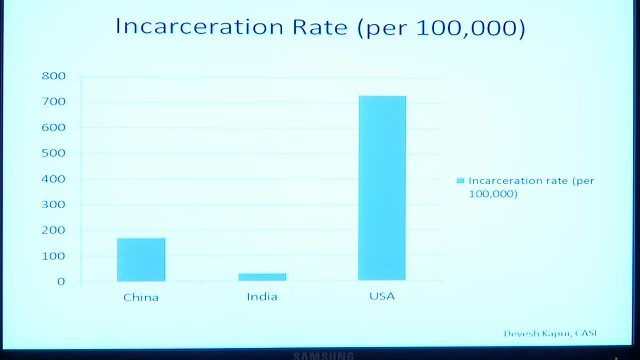 Incarceration Rate (per 100,000)
800
700
600
500
400
300
200
100
0
China India USA
Incarceration rate (per
100,000)
Devesh Kapur, CASI
SAMSUNG